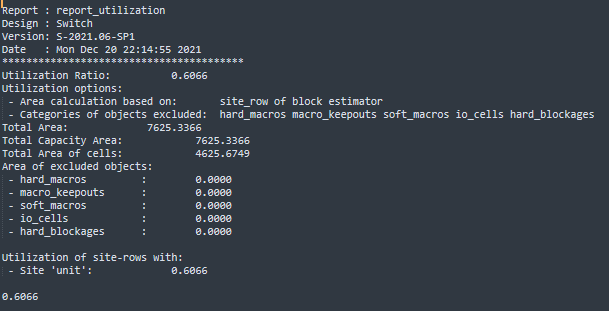 Report : report_utilization
Design : Switch
Version: S-2021.06-SP1
Date   : Mon Dec 20 22:14:55 2021
****************************************
Utilization Ratio:          0.6066
Utilization options:
 - Area calculation based on:       site_row of block estimator
 - Categories of objects excluded:  hard_macros macro_keepouts soft_macros io_cells hard_blockages
Total Area:             7625.3366
Total Capacity Area:            7625.3366
Total Area of cells:            4625.6749
Area of excluded objects:
 - hard_macros         :        0.0000
 - macro_keepouts      :        0.0000
 - soft_macros         :        0.0000
 - io_cells            :        0.0000
 - hard_blockages      :        0.0000

Utilization of site-rows with:
 - Site 'unit':             0.6066

0.6066